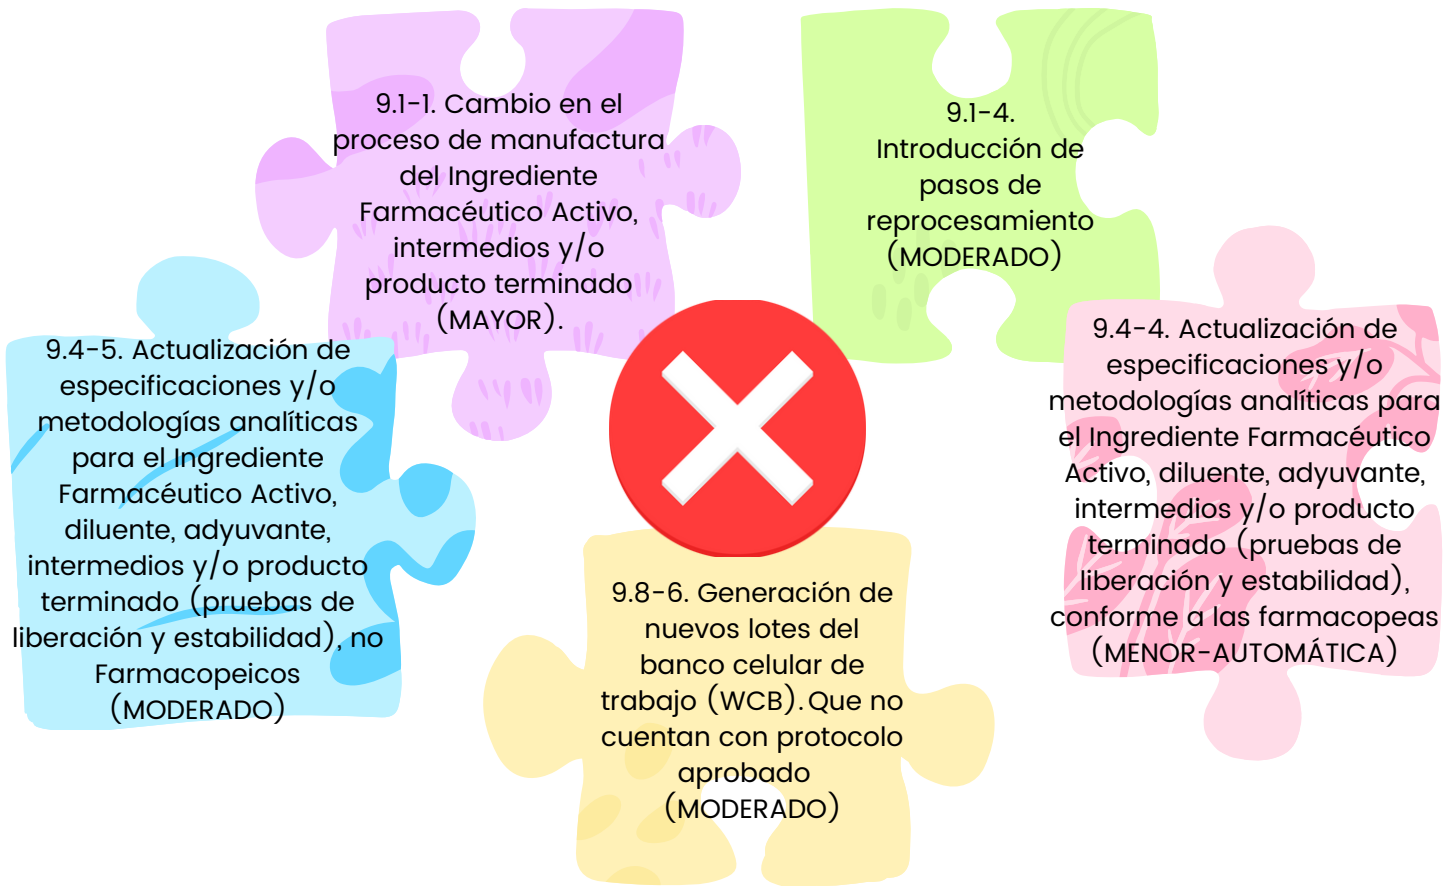 9.1-1. Cambio en el
proceso de manufactura
del Ingrediente
Farmacéutico Activo,
intermedios y/o
producto terminado
(MAYOR).
9.1-4.
Introducción de
pasos de
reprocesamiento
(MODERADO)
9.4-5. Actualización de
especificaciones y/o
metodologías analíticas
para el Ingrediente
Farmacéutico Activo,
diluente, adyuvante,
intermedios y/o producto
terminado (pruebas de
liberación y estabilidad), no
Farmacopeicos
(MODERADO)
9.8-6. Generación de
nuevos lotes del
banco celular de
trabajo (WCB). Que no
cuentan con protocolo
aprobado
(MODERADO)
9.4-4. Actualización de
especificaciones y/o
metodologías analíticas para
el Ingrediente Farmacéutico
Activo, diluente, adyuvante,
intermedios y/o producto
terminado (pruebas de
liberación y estabilidad),
conforme a las farmacopeas
(MENOR-AUTOMÁTICA)